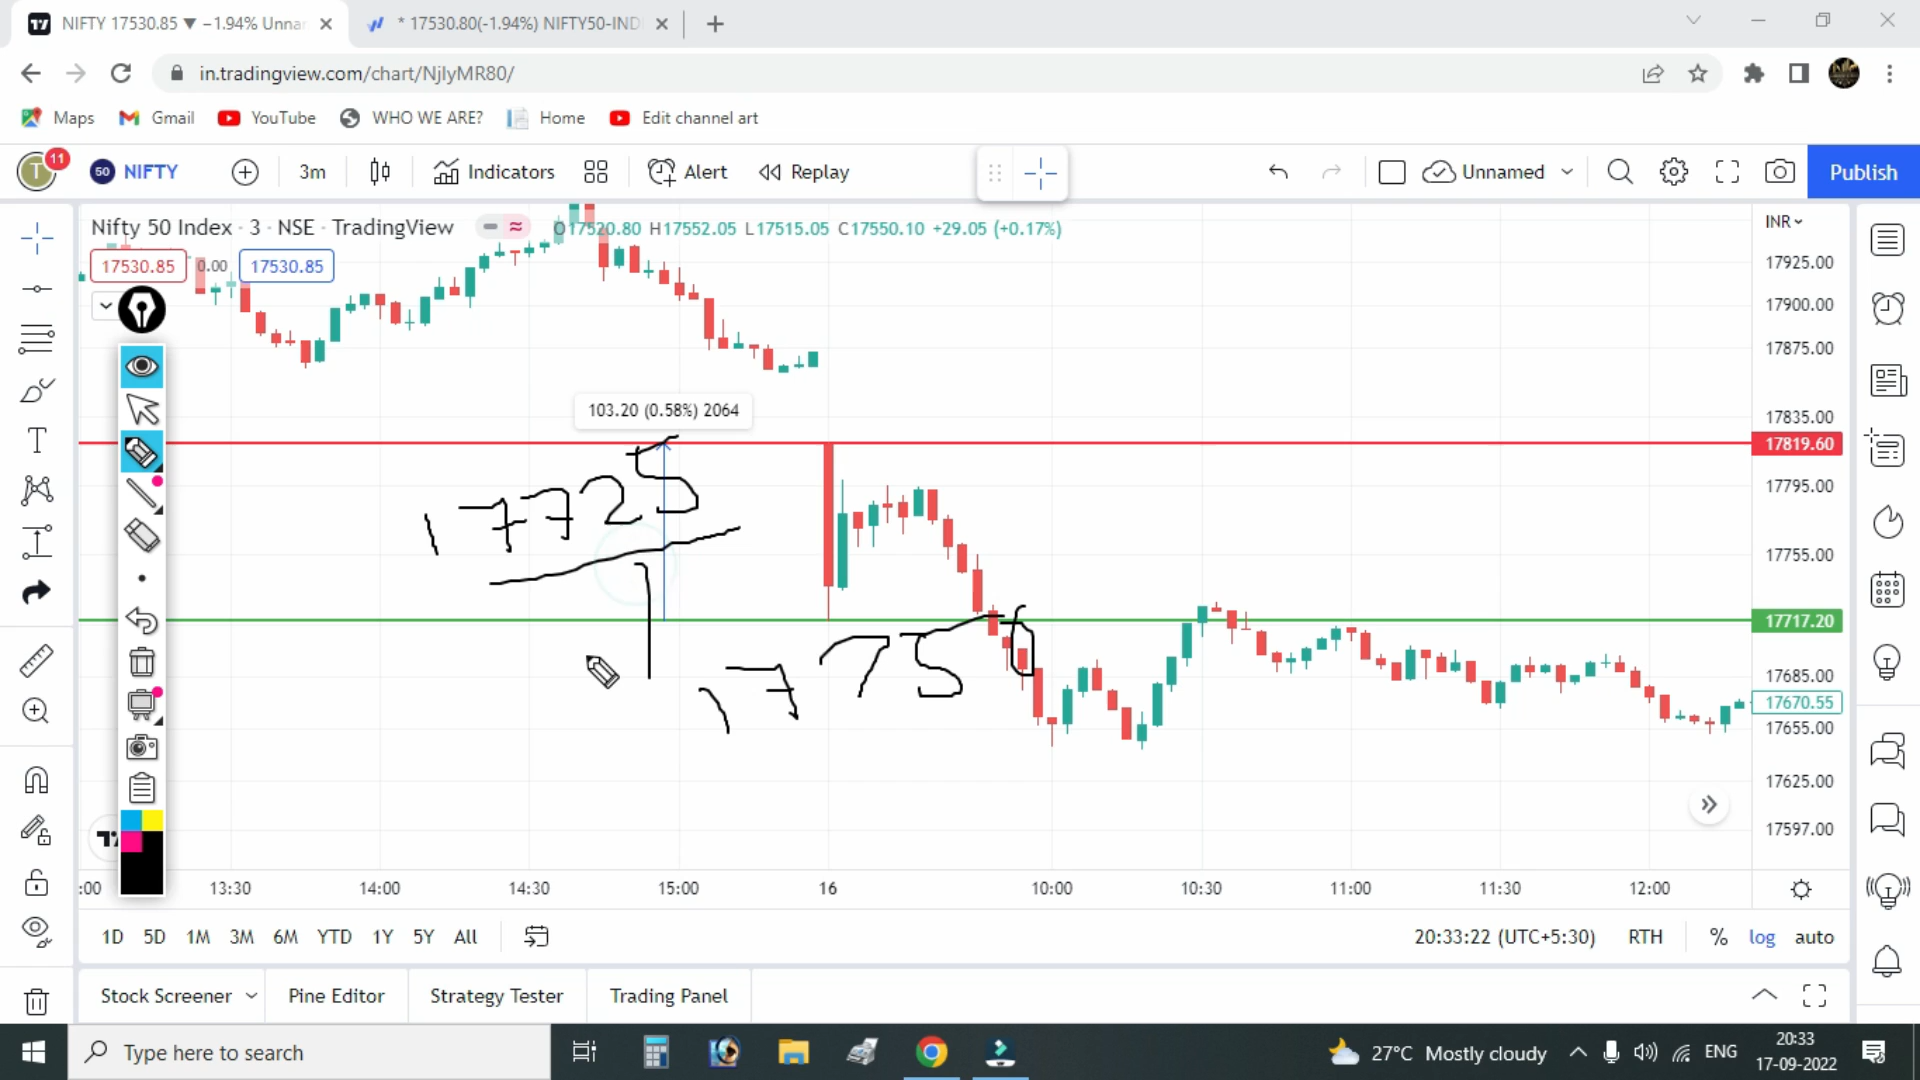 NIFTY 17530.85 ▼ −1.94% Unna
* 17530.80(-1.94%) NIFTY50-IND
in.tradingview.com/chart/NjIyMR80/
Maps Gmail YouTube WHO WE ARE? Home Edit channel art
T 11 50 NIFTY 3m Indicators Alert Replay Unnamed Publish
Nifty 50 Index · 3 · NSE · TradingView O17520.80 H17552.05 L17515.05 C17550.10 +29.05 (+0.17%) INR
17530.85 0.00 17530.85
17925.00
17900.00
17875.00
103.20 (0.58%) 2064
17835.00
17819.60
17795.00
17725
17755.00
17717.20
17750
17685.00
17670.55
17655.00
17625.00
17597.00
:00 13:30 14:00 14:30 15:00 16 10:00 10:30 11:00 11:30 12:00
1D 5D 1M 3M 6M YTD 1Y 5Y All 20:33:22 (UTC+5:30) RTH % log auto
Stock Screener Pine Editor Strategy Tester Trading Panel
Type here to search 27°C Mostly cloudy ENG 20:33
17-09-2022